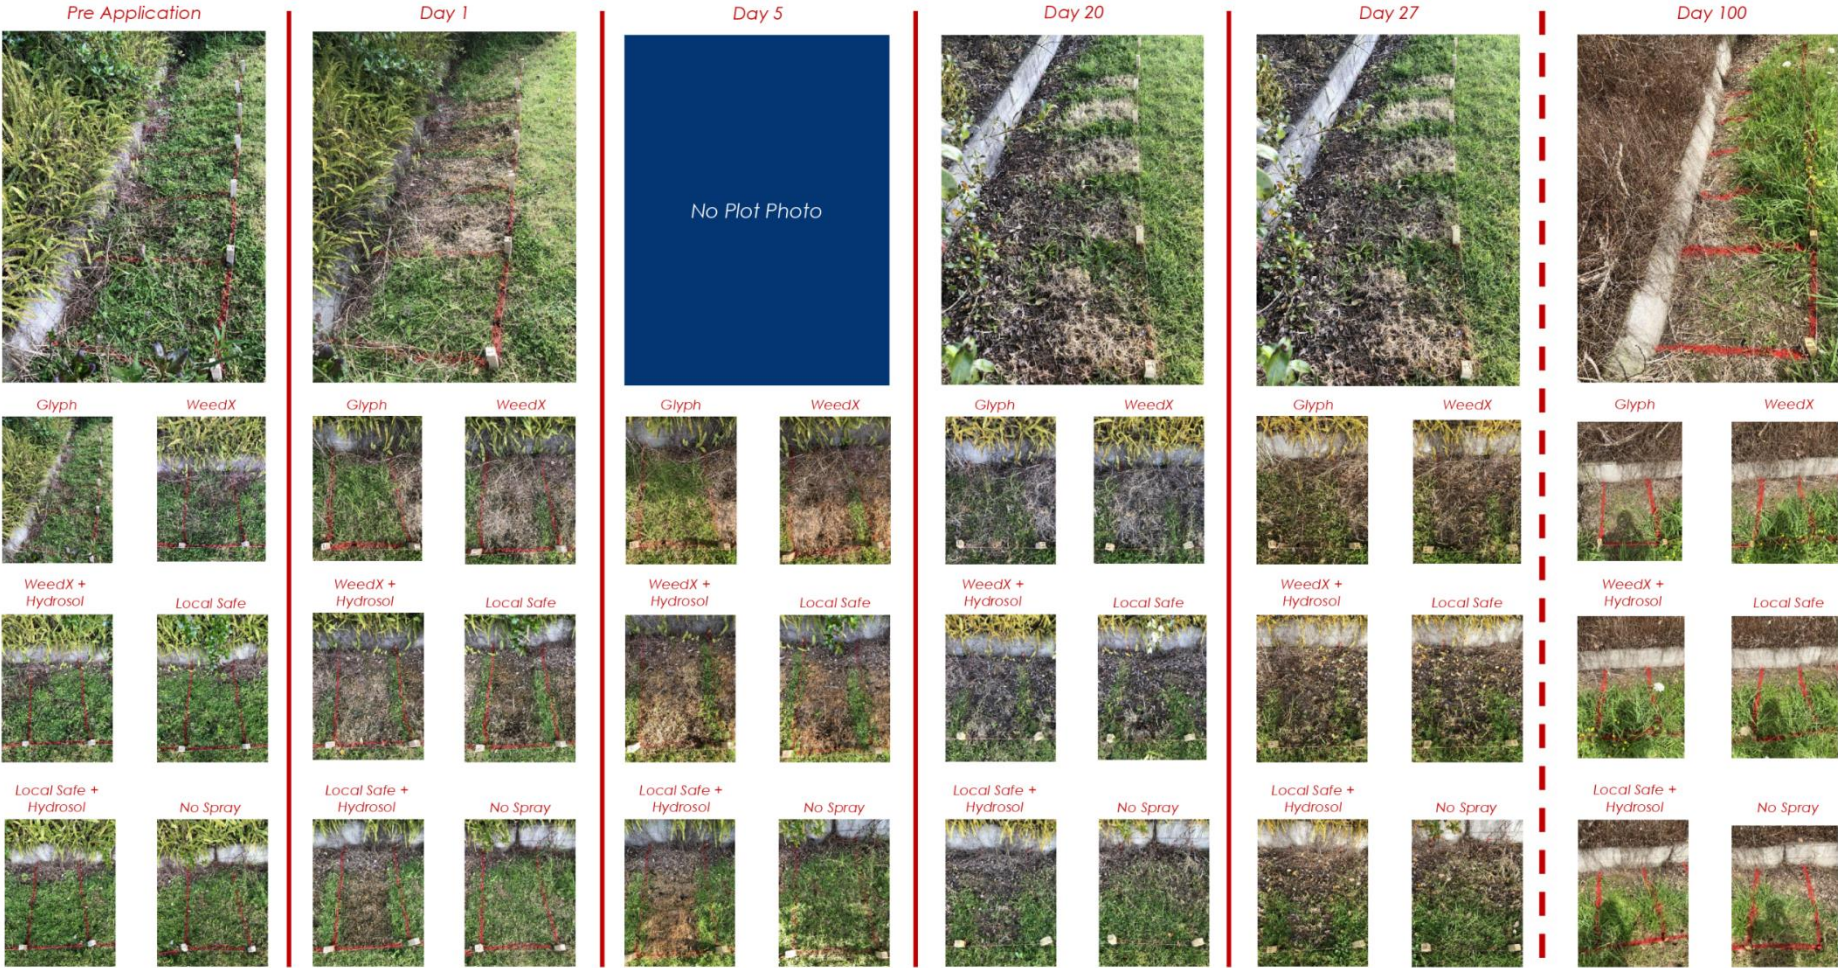 Pre Application
Day 1
Day 5
Day 20
Day 27
Day 100
No Plot Photo
Glyph
WeedX
Glyph
WeedX
Glyph
WeedX
Glyph
WeedX
Glyph
WeedX
Glyph
WeedX
WeedX +
Hydrosol
Local Safe
WeedX +
Hydrosol
Local Safe
WeedX +
Hydrosol
Local Safe
WeedX +
Hydrosol
Local Safe
WeedX +
Hydrosol
Local Safe
WeedX +
Hydrosol
Local Safe
Local Safe +
Hydrosol
No Spray
Local Safe +
Hydrosol
No Spray
Local Safe +
Hydrosol
No Spray
Local Safe +
Hydrosol
No Spray
Local Safe +
Hydrosol
No Spray
Local Safe +
Hydrosol
No Spray